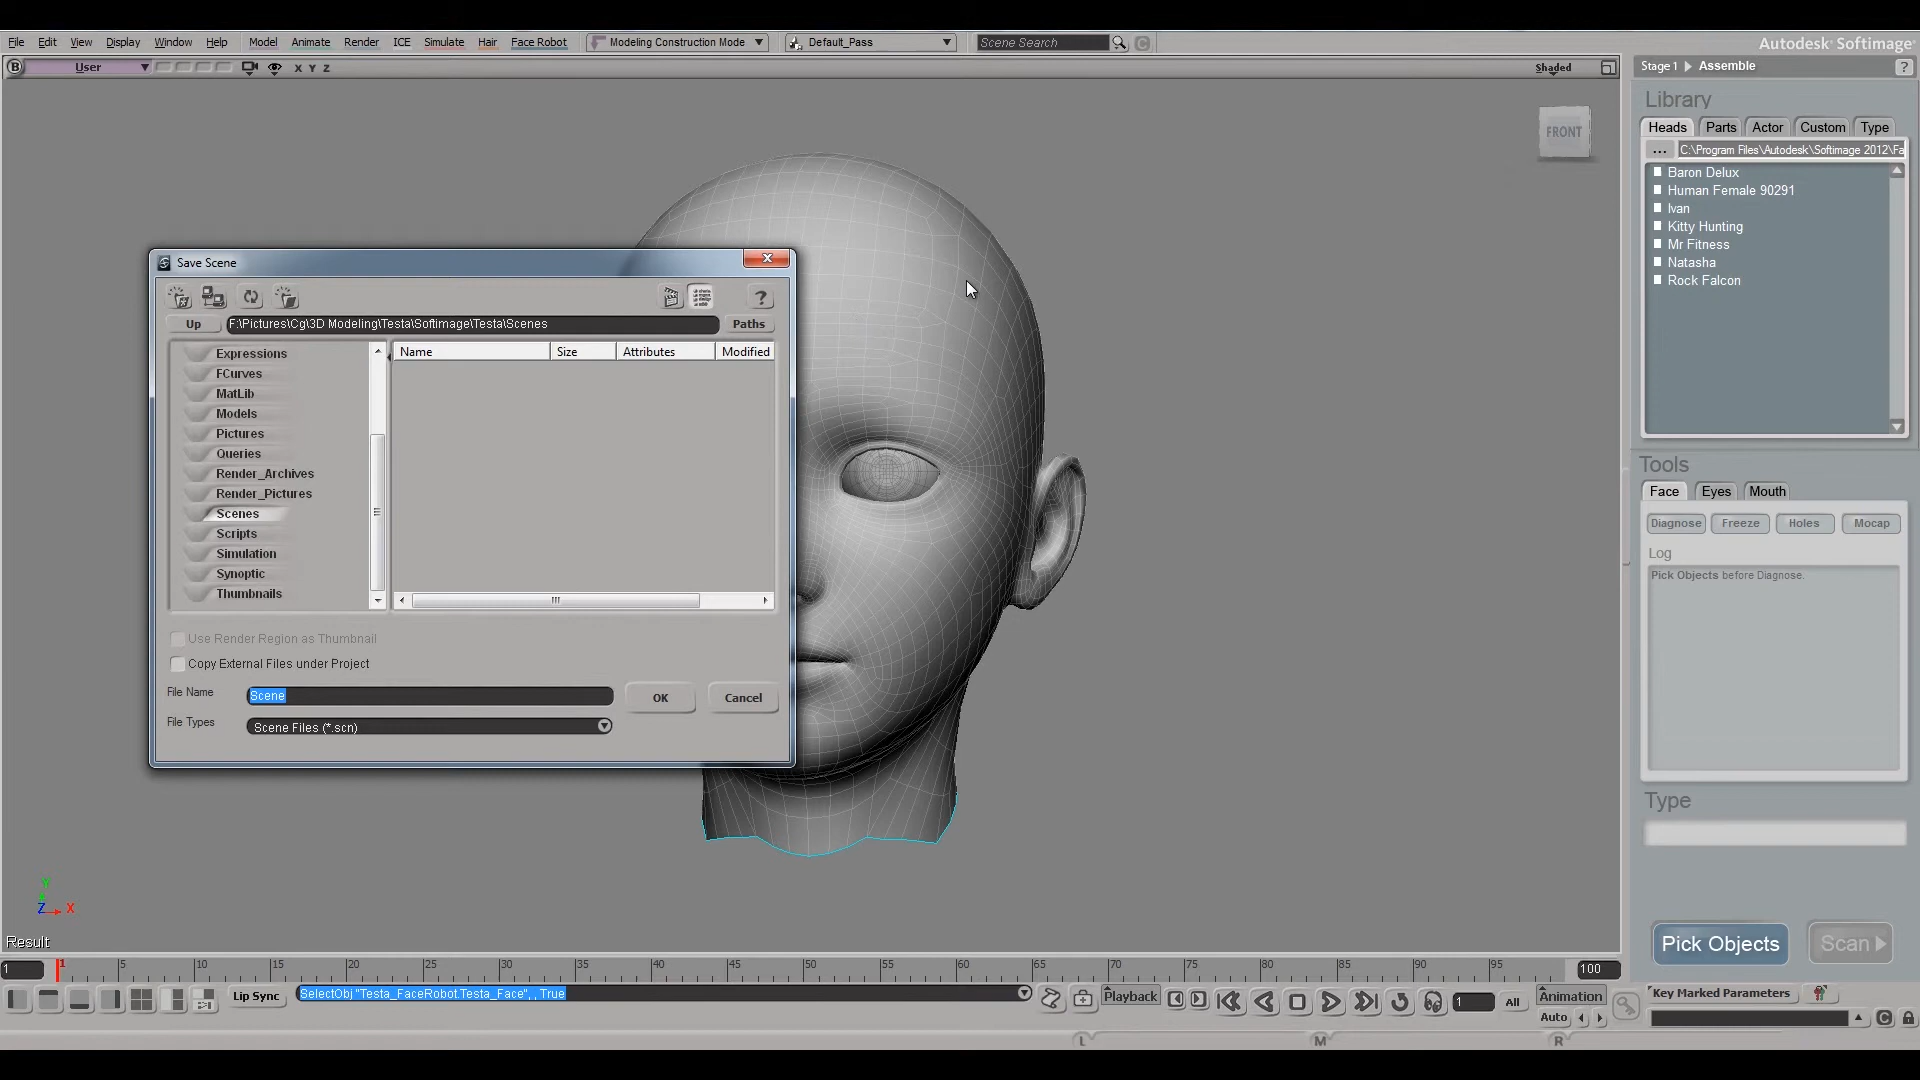 File Edit View Display Window Help Model Animate Render ICE Simulate Hair Face Robot Modeling Construction Mode Default_Pass Scene Search C Autodesk® Softimage®
B User X Y Z Shaded
Stage 1 Assemble ?
Library
Heads Parts Actor Custom Type
... C:\Program Files\Autodesk\Softimage 2012\Fa
Baron Delux
Human Female 90291
Ivan
Kitty Hunting
Mr Fitness
Natasha
Rock Falcon
FRONT
Save Scene
?
Up F:\Pictures\Cg\3D Modeling\Testa\Softimage\Testa\Scenes Paths
Name Size Attributes Modified
Expressions
FCurves
MatLib
Models
Pictures
Queries
Render_Archives
Render_Pictures
Scenes
Scripts
Simulation
Synoptic
Thumbnails
Use Render Region as Thumbnail
Copy External Files under Project
File Name Scene OK Cancel
File Types Scene Files (*.scn)
Tools
Face Eyes Mouth
Diagnose Freeze Holes Mocap
Log
Pick Objects before Diagnose.
Type
Pick Objects Scan
Y
Z X
Result
1 1 5 10 15 20 25 30 35 40 45 50 55 60 65 70 75 80 85 90 95 100
Lip Sync SelectObj "Testa_FaceRobot.Testa_Face", , True Playback 1 All Animation Key Marked Parameters
Auto C
L M R